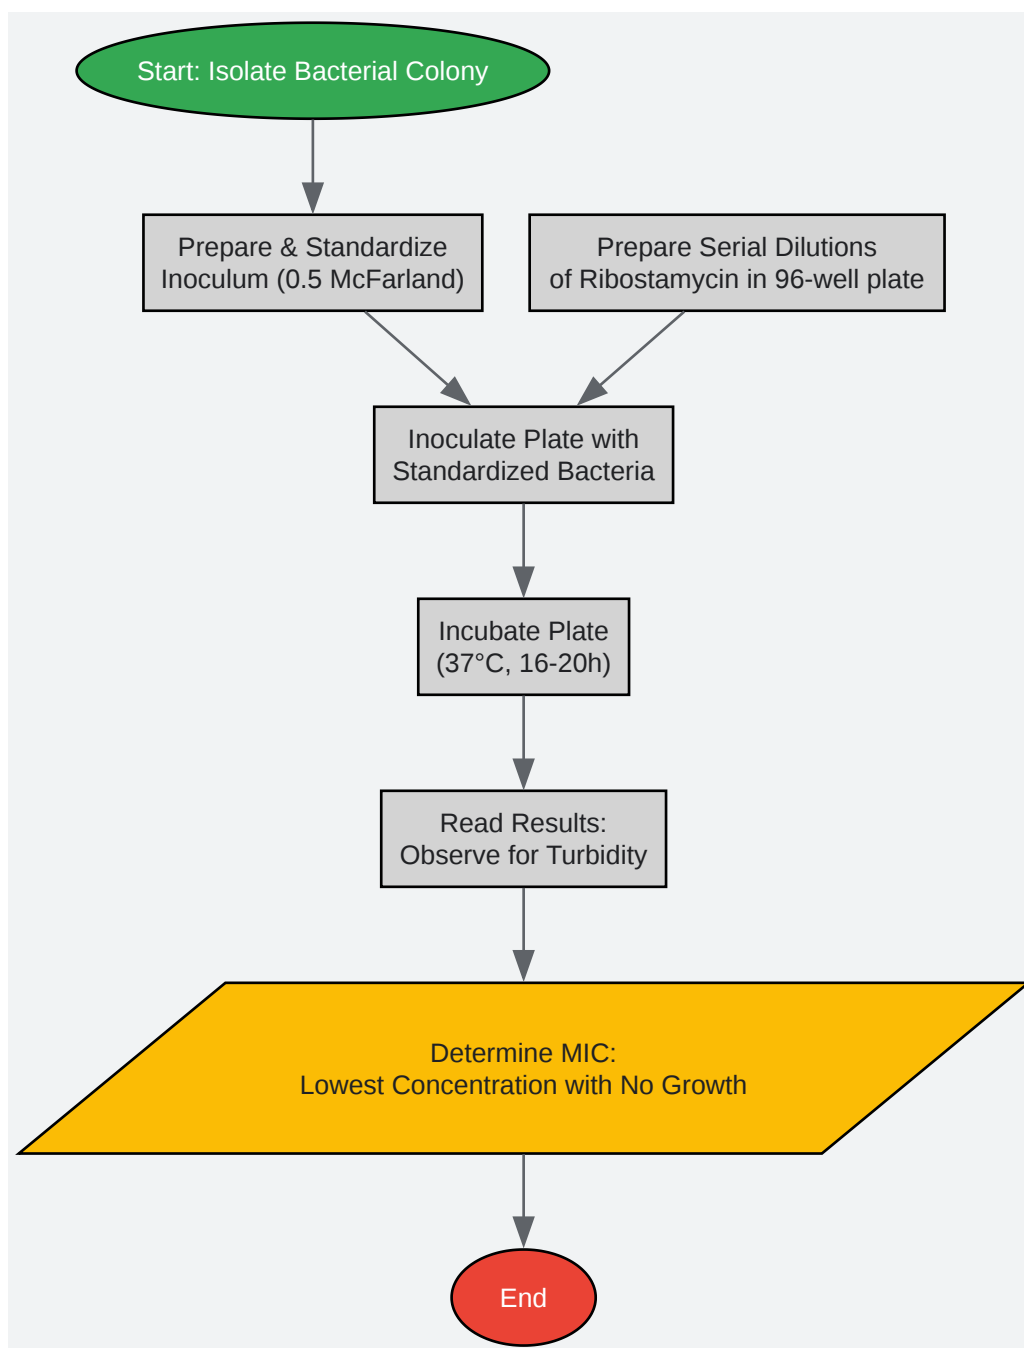 Start: Isolate Bacterial Colony
Prepare & Standardize
Inoculum (0.5 McFarland)
Prepare Serial Dilutions
of Ribostamycin in 96-well plate
Inoculate Plate with
Standardized Bacteria
Incubate Plate
(37°C, 16-20h)
Read Results:
Observe for Turbidity
Determine MIC:
Lowest Concentration with No Growth
End